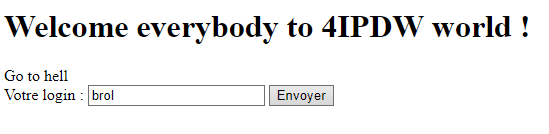 Welcome everybody to 4IPDW world !
Go to hell
Votre login : brol Envoyer